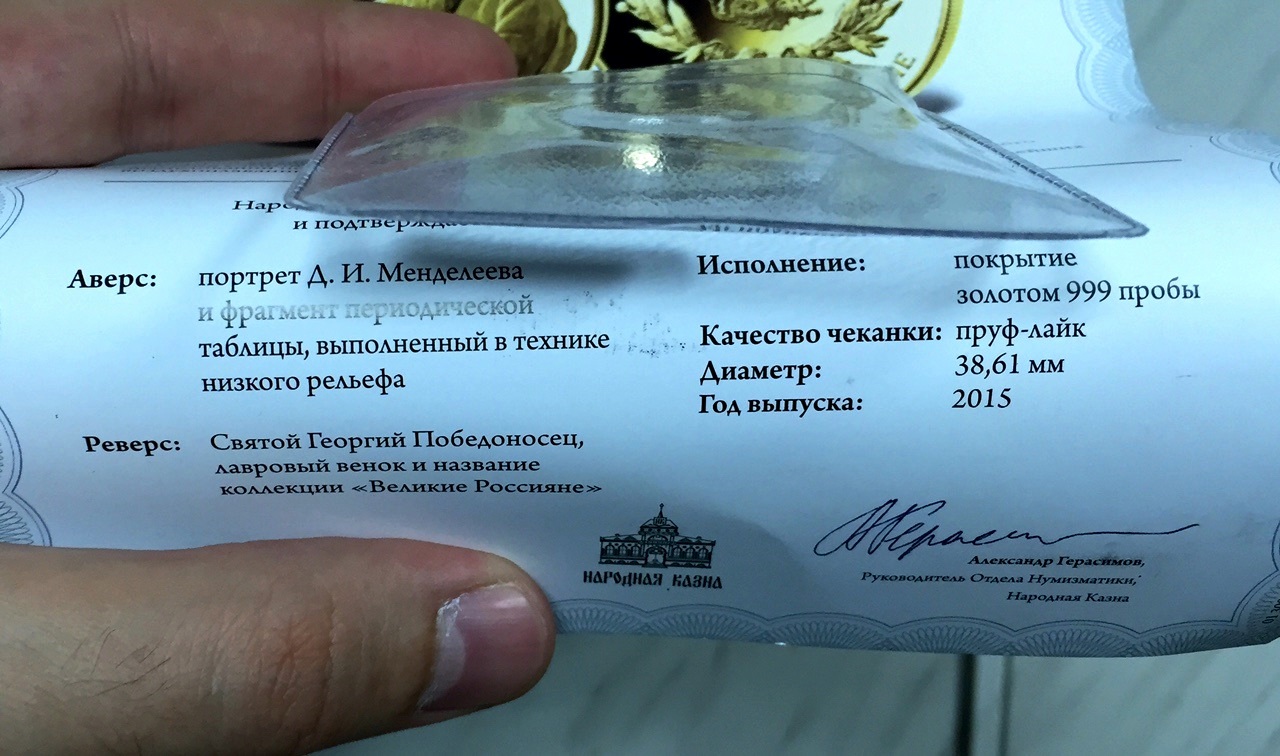 и подтвержда
Аверс: портрет Д. И. Менделеева
и фрагмент периодической
таблицы, выполненный в технике
низкого рельефа
Реверс: Святой Георгий Победоносец,
лавровый венок и название
коллекции «Великие Россияне»
Исполнение: покрытие
золотом 999 пробы
Качество чеканки: пруф-лайк
Диаметр: 38,61 мм
Год выпуска: 2015
НАРОДНАЯ КАЗНА
Александр Герасимов,
Руководитель Отдела Нумизматики,
Народная Казна